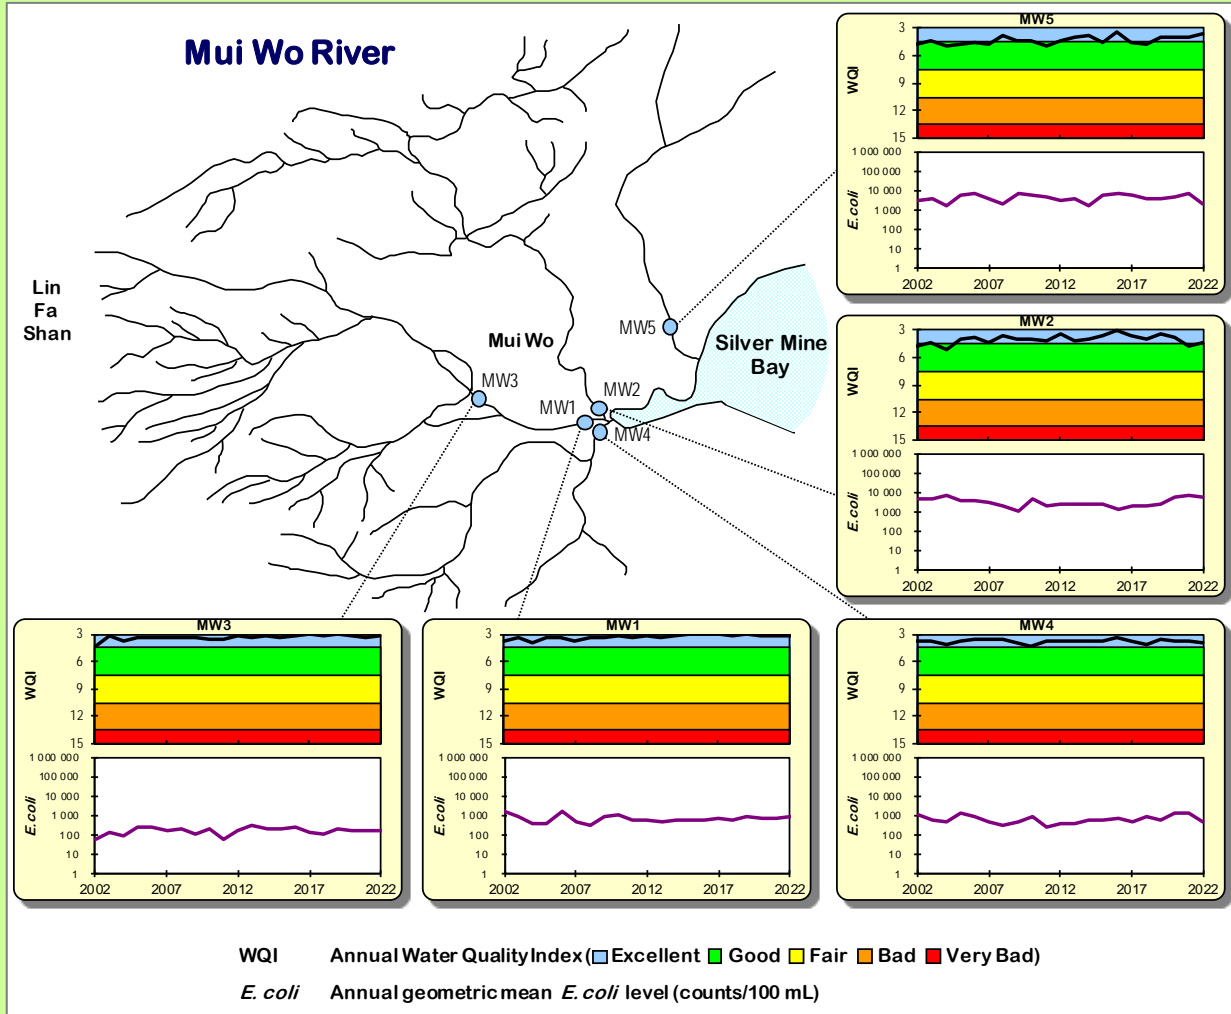 Mui Wo River
Lin
Fa
Shan
Mui Wo
Silver Mine
Bay
MW5
MW3
MW2
MW1
MW4
MW5
WQI
3
6
9
12
15
E.coli
1 000 000
100 000
10 000
1 000
100
10
1
2002 2007 2012 2017 2022
MW2
WQI
3
6
9
12
15
E.coli
1 000 000
100 000
10 000
1 000
100
10
1
2002 2007 2012 2017 2022
MW3
WQI
3
6
9
12
15
E.coli
1 000 000
100 000
10 000
1 000
100
10
1
2002 2007 2012 2017 2022
MW1
WQI
3
6
9
12
15
E.coli
1 000 000
100 000
10 000
1 000
100
10
1
2002 2007 2012 2017 2022
MW4
WQI
3
6
9
12
15
E.coli
1 000 000
100 000
10 000
1 000
100
10
1
2002 2007 2012 2017 2022
WQI Annual Water Quality Index ( Excellent Good Fair Bad Very Bad)
E. coli Annual geometric mean E. coli level (counts/100 mL)